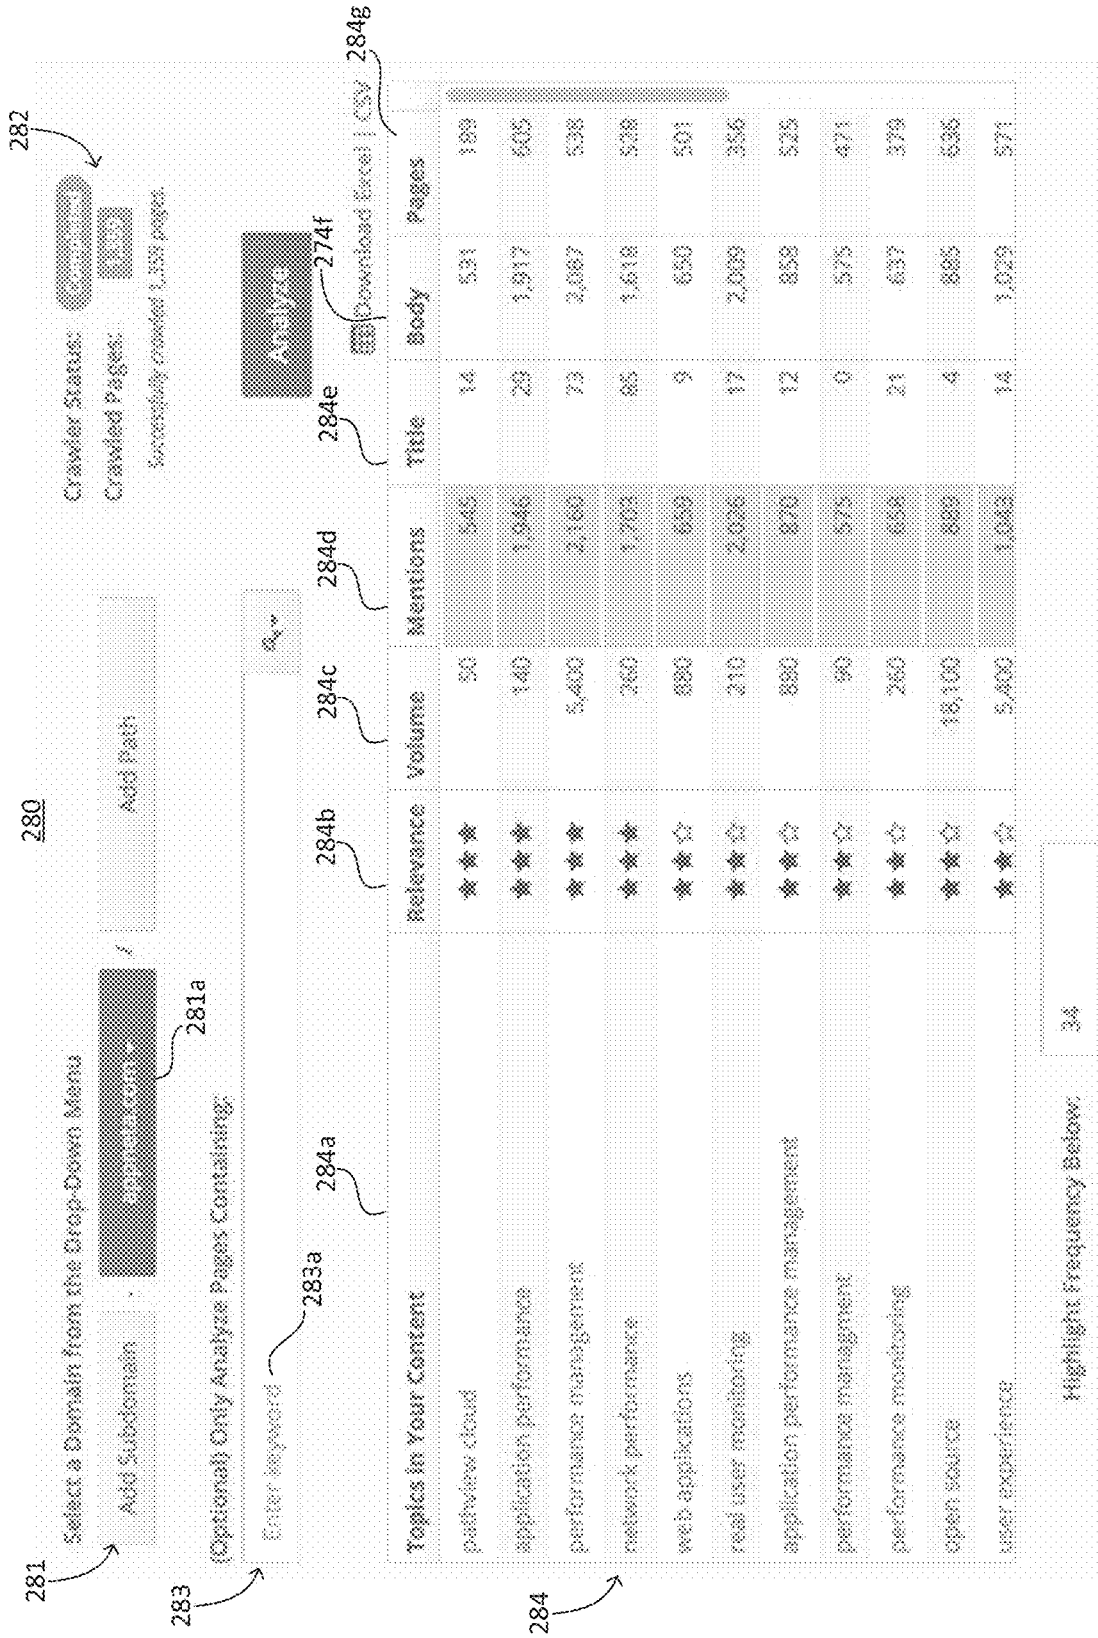 280
282
Select a Domain from the Drop-Down Menu
Crawler Status:
281
Add Subdomain . / Add Path
Crawled Pages:
Successfully crawled pages
281a
(Optional) Only Analyze Pages Containing:
283
Enter keyword
283a
Analyze
Download Excel | CSV
284a 284b 284c 284d 284e 274f 284g
Topics in Your Content Relevance Volume Mentions Title Body Pages
pathview cloud ★★★ 50 545 14 531 189
application performance ★★★ 140 1,946 29 1,917 605
performance management ★★★ 5,400 2,160 73 2,087 538
284
network performance ★★★ 260 1,703 85 1,618 528
web applications ★★☆ 880 659 9 650 501
real user monitoring ★★☆ 210 2,026 17 2,009 356
application performance management ★★☆ 880 870 12 858 525
performance managment ★★☆ 90 575 0 575 471
performance monitoring ★★☆ 260 658 21 637 379
open source ★★☆ 18,100 889 4 885 636
user experience ★★☆ 5,400 1,043 14 1,029 571
Highlight Frequency Below: 34